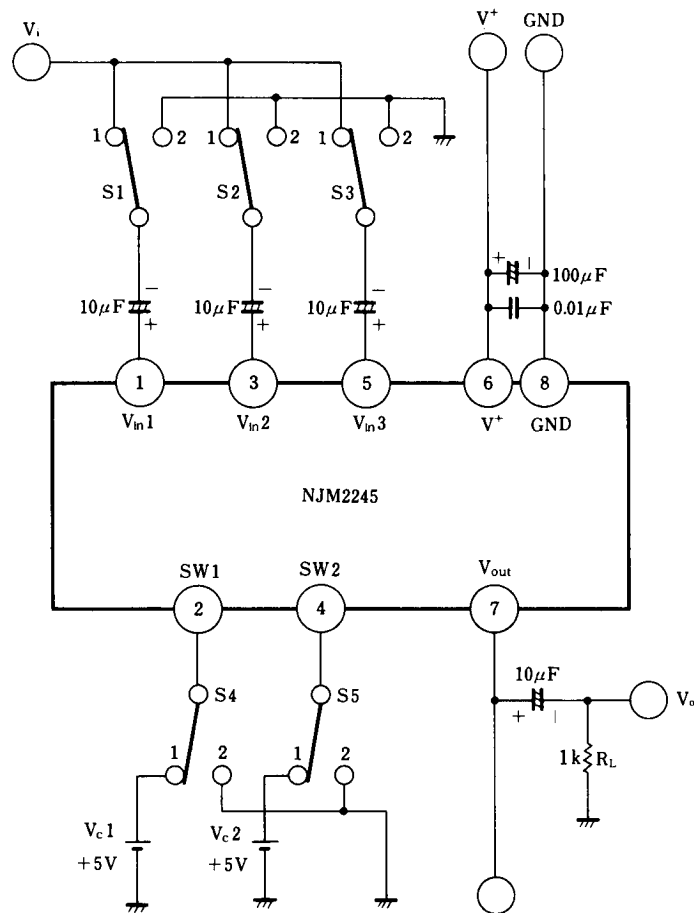 Vᵢ
V⁺ GND
1 2 1 2 1 2
S1 S2 S3
+ − 100μF
− − −
10μF 10μF 10μF 0.01μF
+ + +
1 3 5 6 8
Vin1 Vin2 Vin3 V⁺ GND
NJM2245
SW1 SW2 Vout
2 4 7
S4 S5 10μF
Vo
+ −
1 2 1 2 1k RL
Vc1 Vc2
+5V +5V